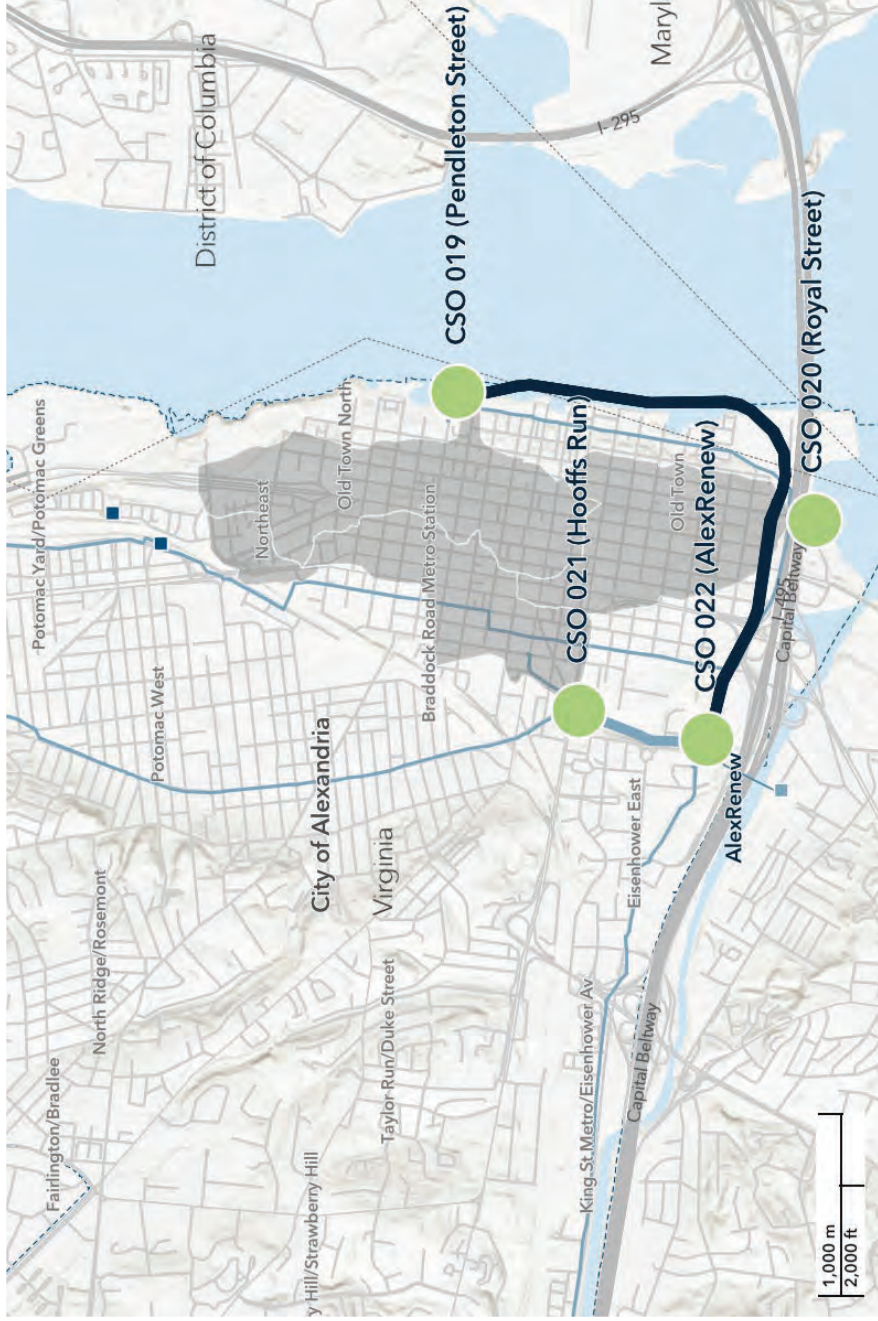 Potomac Yard/Potomac Greens
Fairlington/Bradlee
North Ridge/Rosemont
Potomac West
District of Columbia
Northeast
y Hill/Strawberry Hill
City of Alexandria
Old Town North
Virginia
Taylor Run/Duke Street
Braddock Road Metro Station
CSO 019 (Pendleton Street)
CSO 021 (Hooffs Run)
King St Metro/Eisenhower Av
I-295
Eisenhower East
Capital Beltway
Maryl
Old Town
CSO 022 (AlexRenew)
AlexRenew
I-495
Capital Beltway
CSO 020 (Royal Street)
1,000 m
2,000 ft